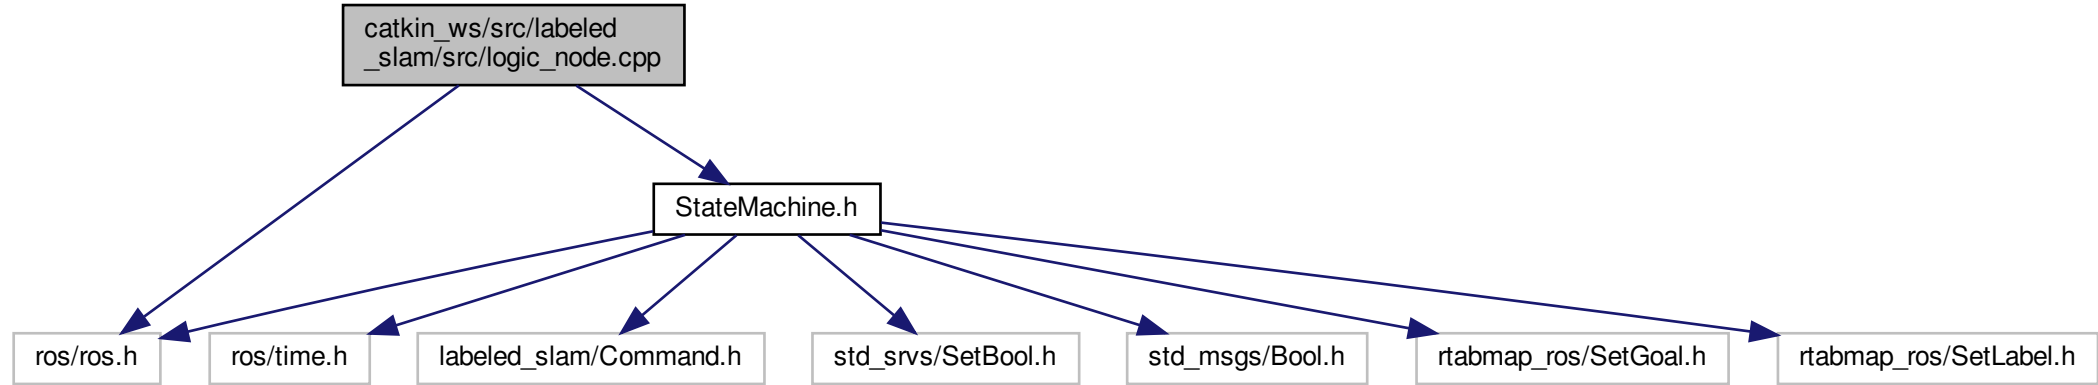 catkin_ws/src/labeled
_slam/src/logic_node.cpp
StateMachine.h
ros/ros.h
ros/time.h
labeled_slam/Command.h
std_srvs/SetBool.h
std_msgs/Bool.h
rtabmap_ros/SetGoal.h
rtabmap_ros/SetLabel.h